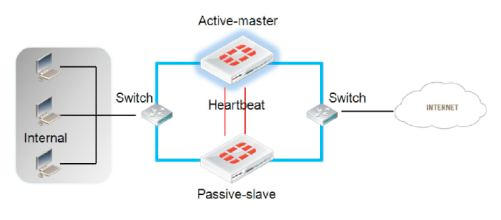 Active-master
Switch
Heartbeat
Switch
INTERNET
Internal
Passive-slave